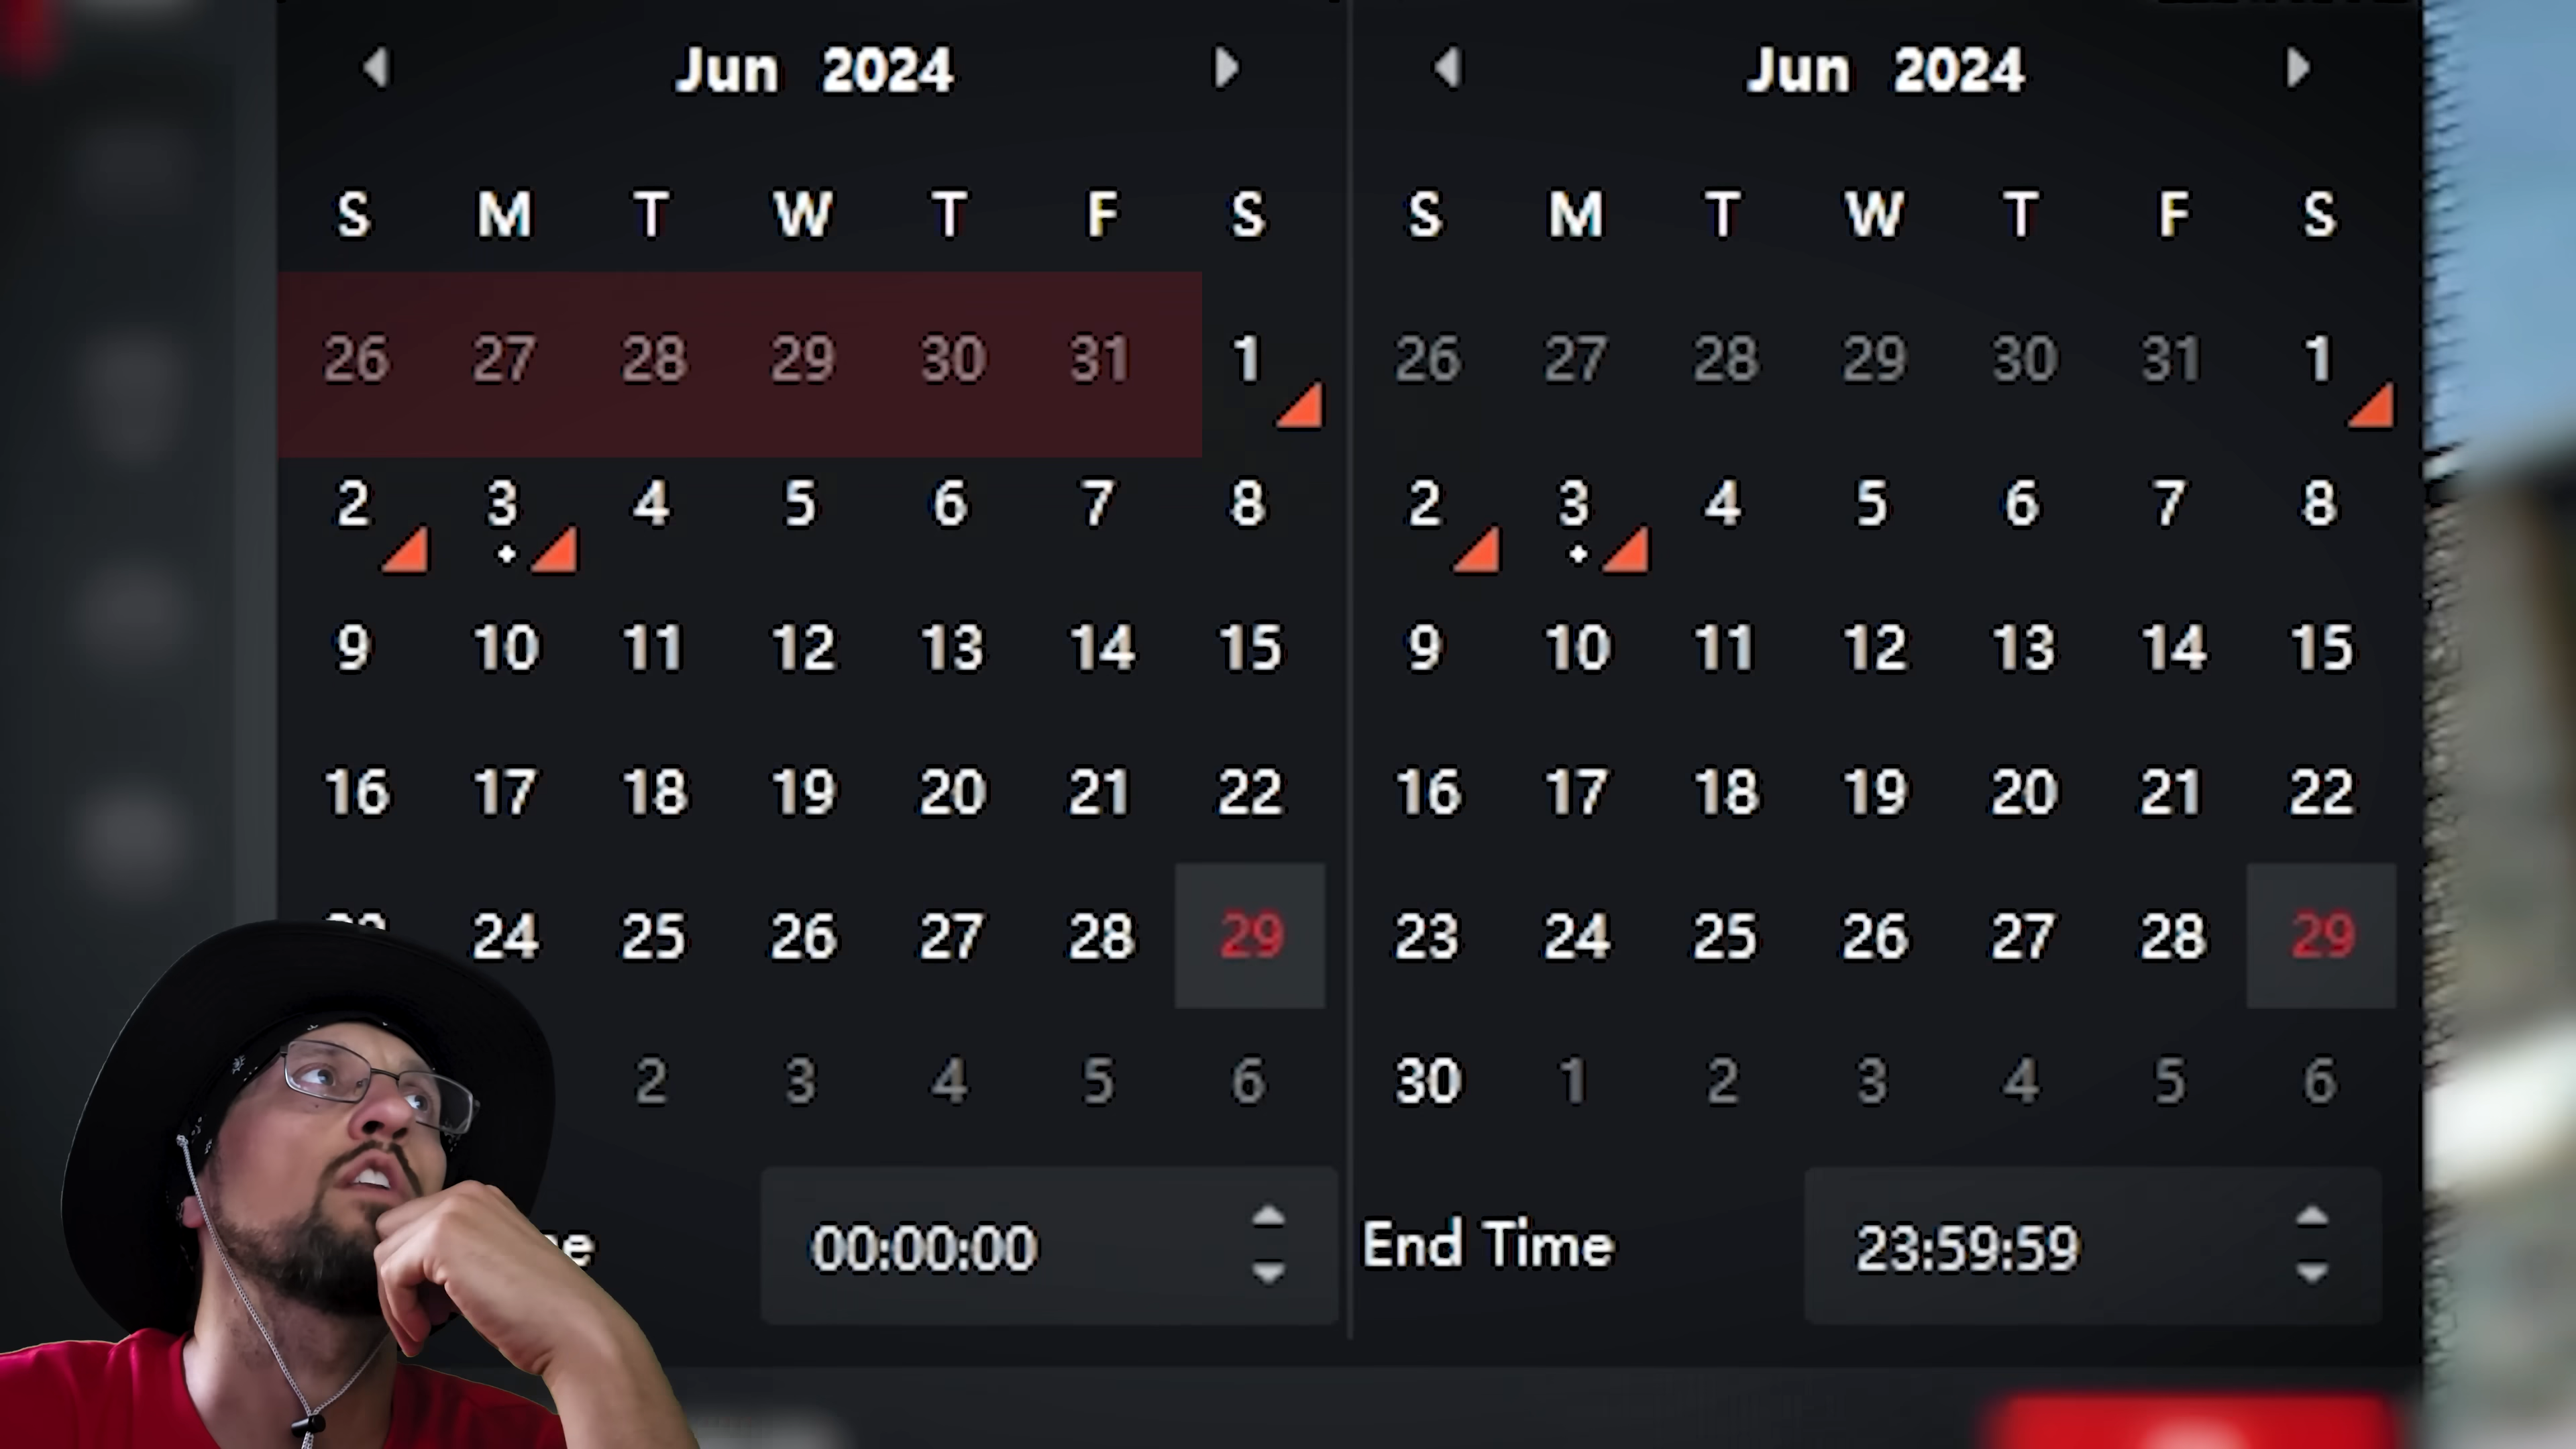 Jun 2024
S M T W T F S
26 27 28 29 30 31 1
2 3 4 5 6 7 8
9 10 11 12 13 14 15
16 17 18 19 20 21 22
24 25 26 27 28 29
2 3 4 5 6
00:00:00
Jun 2024
S M T W T F S
26 27 28 29 30 31 1
2 3 4 5 6 7 8
9 10 11 12 13 14 15
16 17 18 19 20 21 22
23 24 25 26 27 28 29
30 1 2 3 4 5 6
End Time 23:59:59